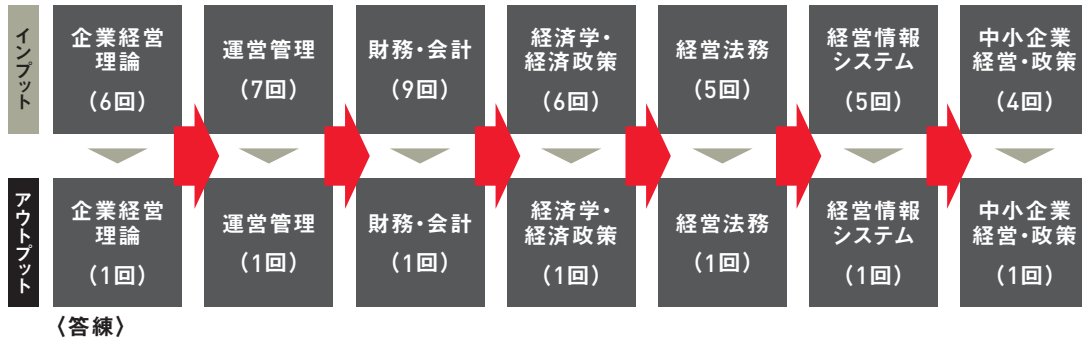 インプット
企業経営
理論
（6回）
運営管理
（7回）
財務・会計
（9回）
経済学・
経済政策
（6回）
経営法務
（5回）
経営情報
システム
（5回）
中小企業
経営・政策
（4回）
アウトプット
企業経営
理論
（1回）
運営管理
（1回）
財務・会計
（1回）
経済学・
経済政策
（1回）
経営法務
（1回）
経営情報
システム
（1回）
中小企業
経営・政策
（1回）
〈答練〉